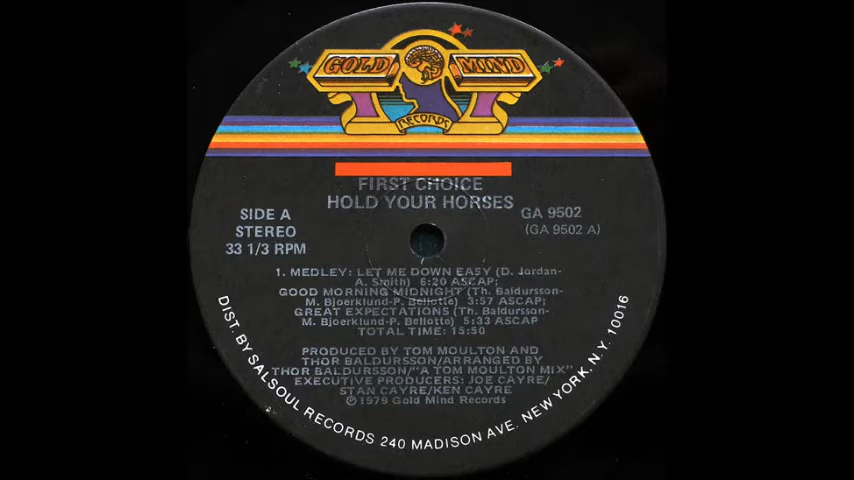 GOLD MIND
RECORDS
FIRST CHOICE
HOLD YOUR HORSES
SIDE A
STEREO
33 1/3 RPM
GA 9502
(GA 9502 A)
1. MEDLEY: LET ME DOWN EASY (D. Jordan-
A. Smith) 6:20 ASCAP;
GOOD MORNING MIDNIGHT (Th. Baldursson-
M. Bjoerklund-P. Bellotte) 3:57 ASCAP;
GREAT EXPECTATIONS (Th. Baldursson-
M. Bjoerklund-P. Bellotte) 5:33 ASCAP
TOTAL TIME: 15:50
PRODUCED BY TOM MOULTON AND
THOR BALDURSSON/ARRANGED BY
THOR BALDURSSON/"A TOM MOULTON MIX"
EXECUTIVE PRODUCERS: JOE CAYRE/
STAN CAYRE/KEN CAYRE
℗1979 Gold Mind Records
DIST. BY SALSOUL RECORDS 240 MADISON AVE. NEW YORK, N.Y. 10016